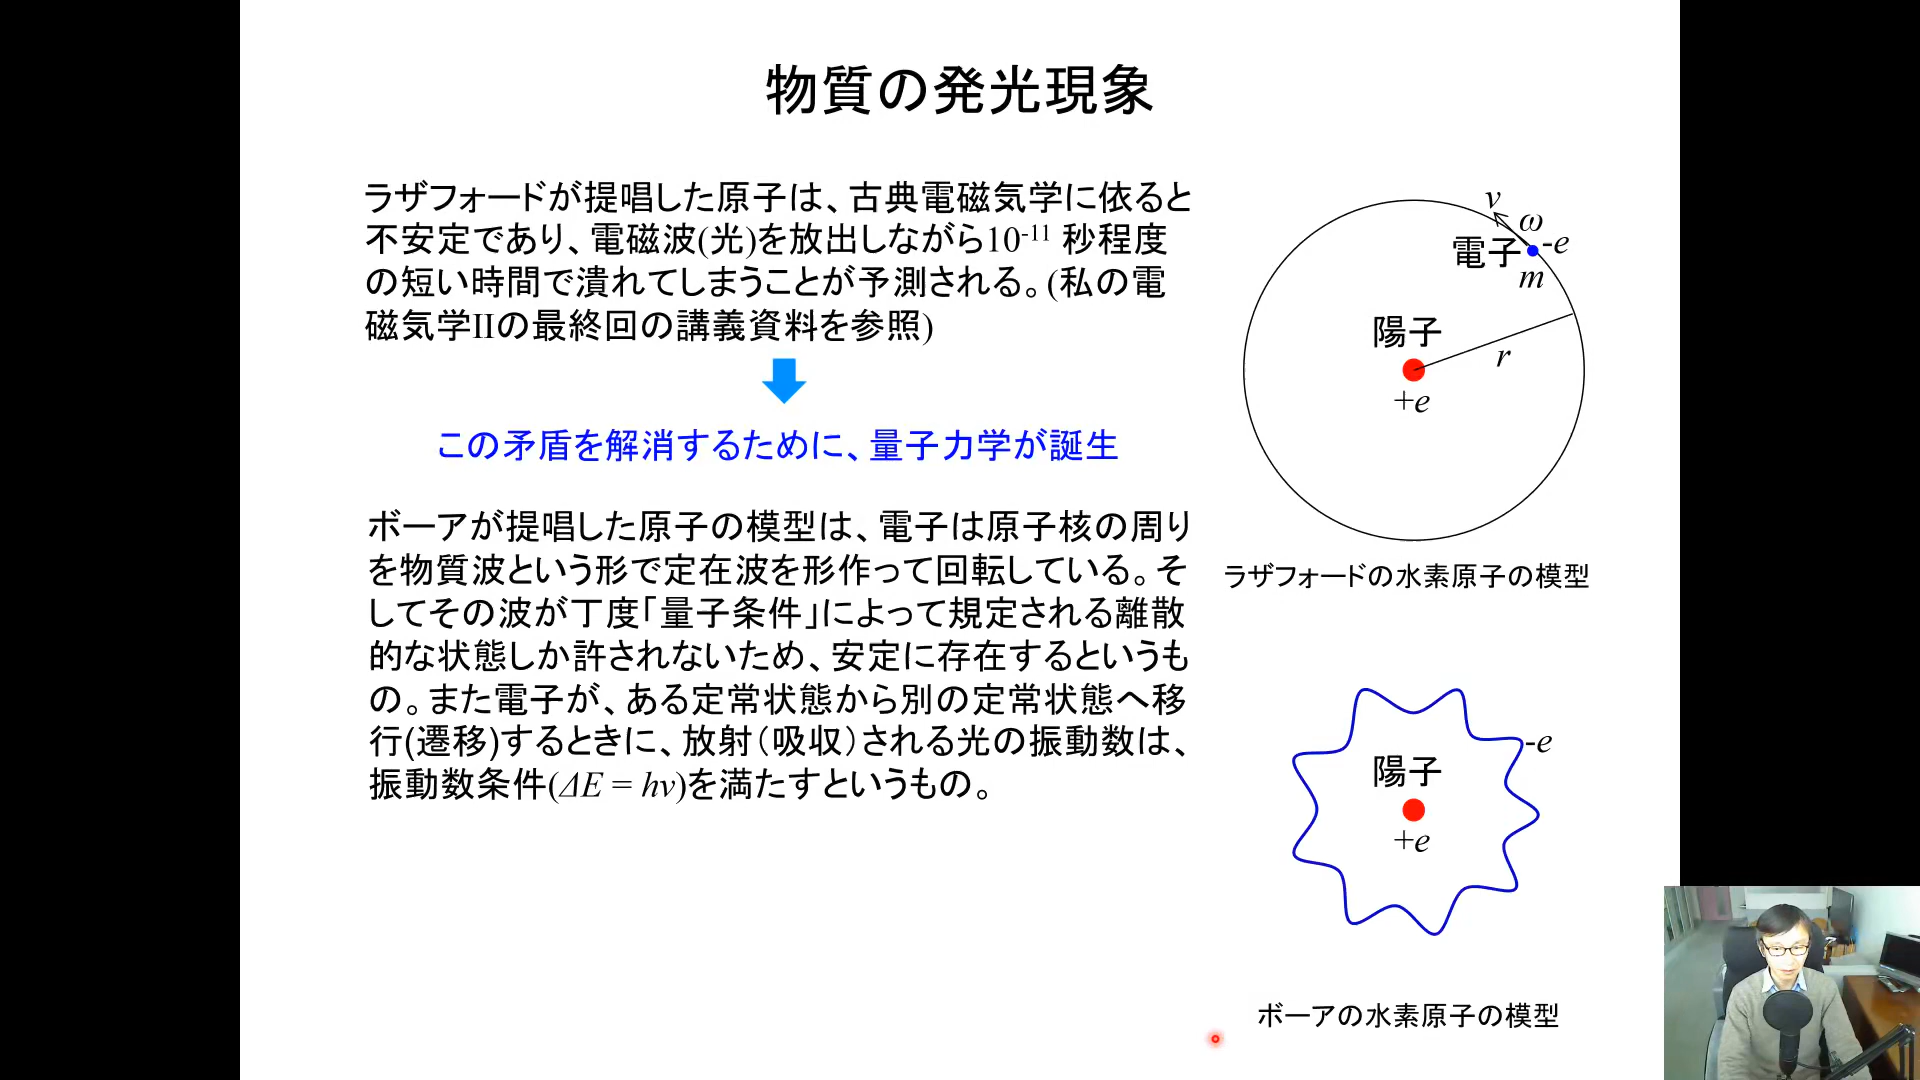 物質の発光現象
ラザフォードが提唱した原子は、古典電磁気学に依ると
不安定であり、電磁波(光)を放出しながら10-11 秒程度
の短い時間で潰れてしまうことが予測される。(私の電
磁気学IIの最終回の講義資料を参照)
この矛盾を解消するために、量子力学が誕生
ボーアが提唱した原子の模型は、電子は原子核の周り
を物質波という形で定在波を形作って回転している。そ
してその波が丁度「量子条件」によって規定される離散
的な状態しか許されないため、安定に存在するというも
の。また電子が、ある定常状態から別の定常状態へ移
行(遷移)するときに、放射（吸収）される光の振動数は、
振動数条件(ΔE = hν)を満たすというもの。
v
ω
電子
-e
m
陽子
r
+e
ラザフォードの水素原子の模型
-e
陽子
+e
ボーアの水素原子の模型